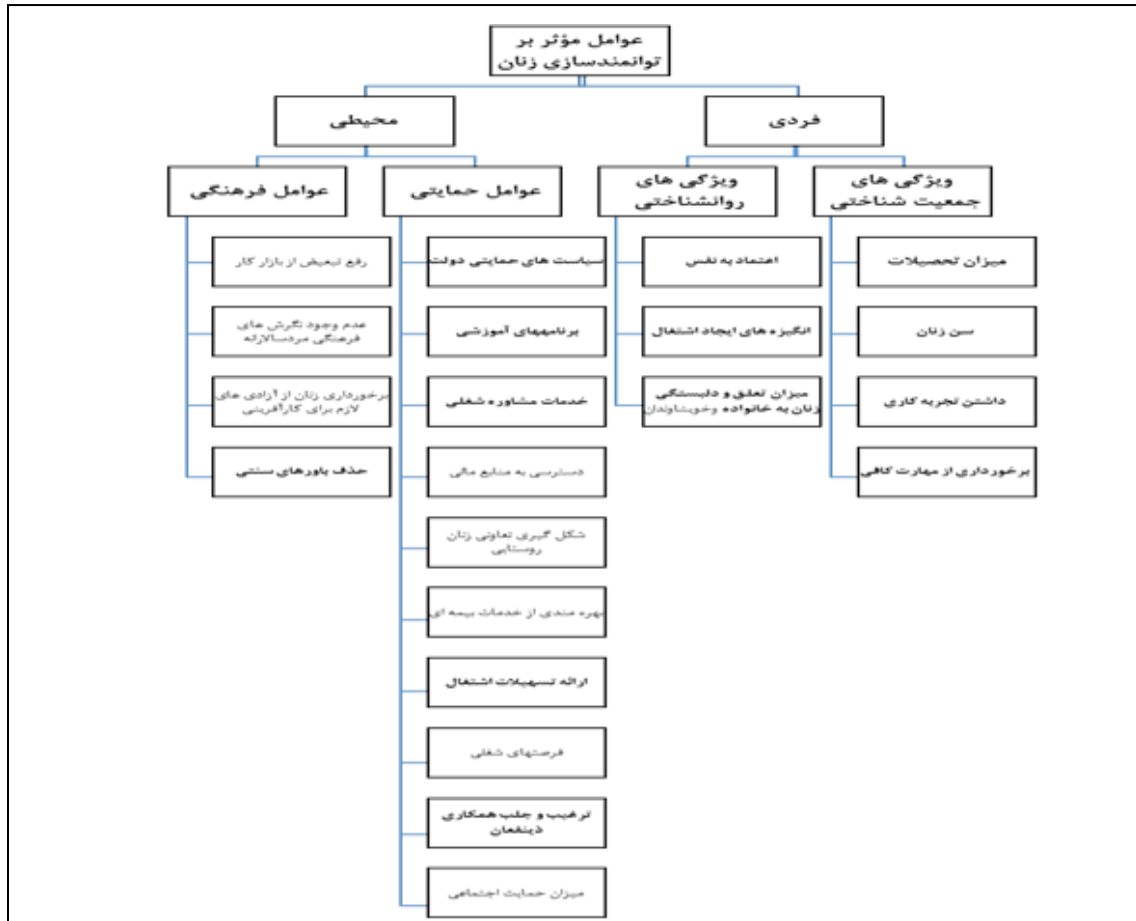 عوامل مؤثر بر
توانمندسازی زنان
فردی
محیطی
ویژگی های
جمعیت شناختی
ویژگی های
روانشناختی
عوامل حمایتی
عوامل فرهنگی
میزان تحصیلات
سن زنان
داشتن تجربه کاری
برخورداری از مهارت کافی
اعتماد به نفس
انگیزه های ایجاد اشتغال
میزان تعلق و دلبستگی
زنان به خانواده وخویشاوندان
سیاست های حمایتی دولت
برنامههای آموزشی
خدمات مشاوره شغلی
دسترسی به منابع مالی
شکل گیری تعاونی زنان
روستایی
بهره مندی از خدمات بیمه ای
ارائه تسهیلات اشتغال
فرصتهای شغلی
ترغیب و جلب همکاری
ذینفعان
میزان حمایت اجتماعی
رفع تبعیض از بازار کار
عدم وجود نگرش های
فرهنگی مردسالارانه
برخورداری زنان از آزادی های
لازم برای کارآفرینی
حذف باورهای سنتی